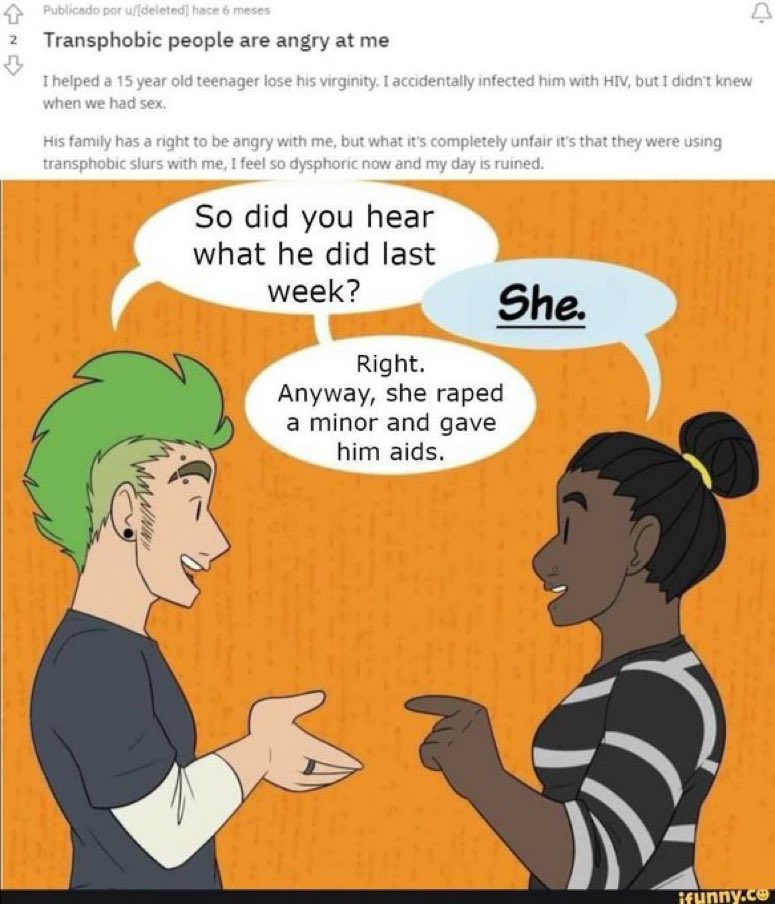 Publicado por u/[deleted] hace 6 meses
2
Transphobic people are angry at me
I helped a 15 year old teenager lose his virginity. I accidentally infected him with HIV, but I didn't knew
when we had sex.
His family has a right to be angry with me, but what it's completely unfair it's that they were using
transphobic slurs with me, I feel so dysphoric now and my day is ruined.
So did you hear
what he did last
week?
She.
Right.
Anyway, she raped
a minor and gave
him aids.
ifunny.co